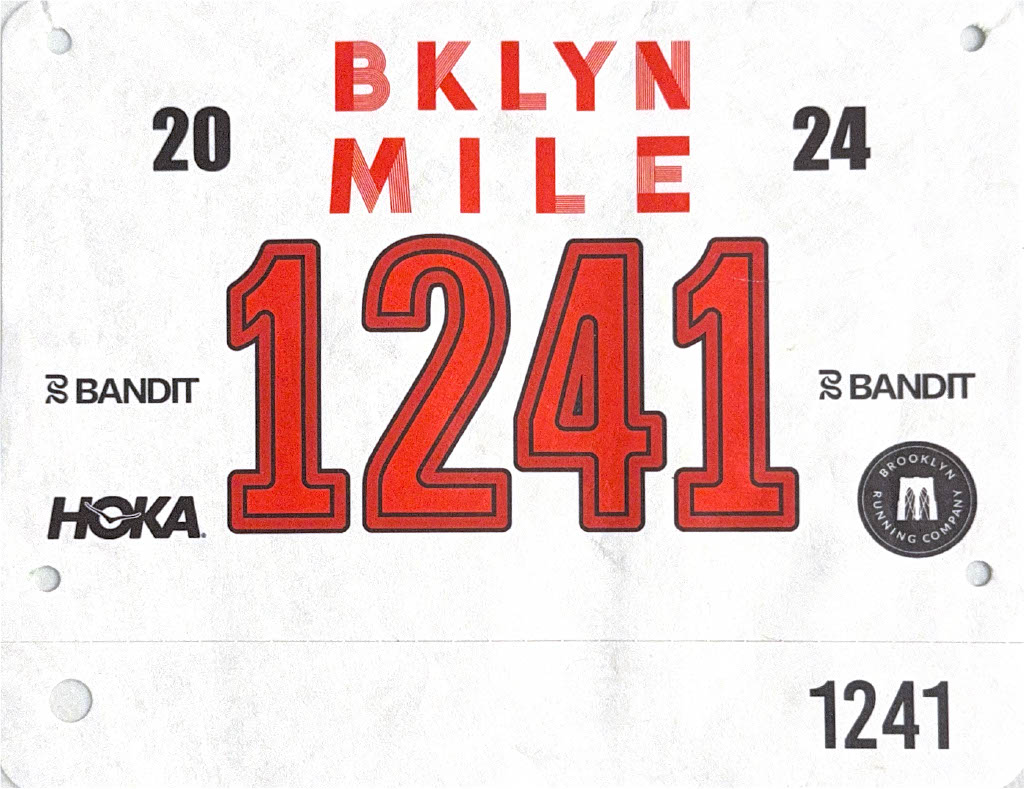 BKLYN
20 24
MILE
1241
BANDIT BANDIT
HOKA
BROOKLYN
RUNNING COMPANY
1241